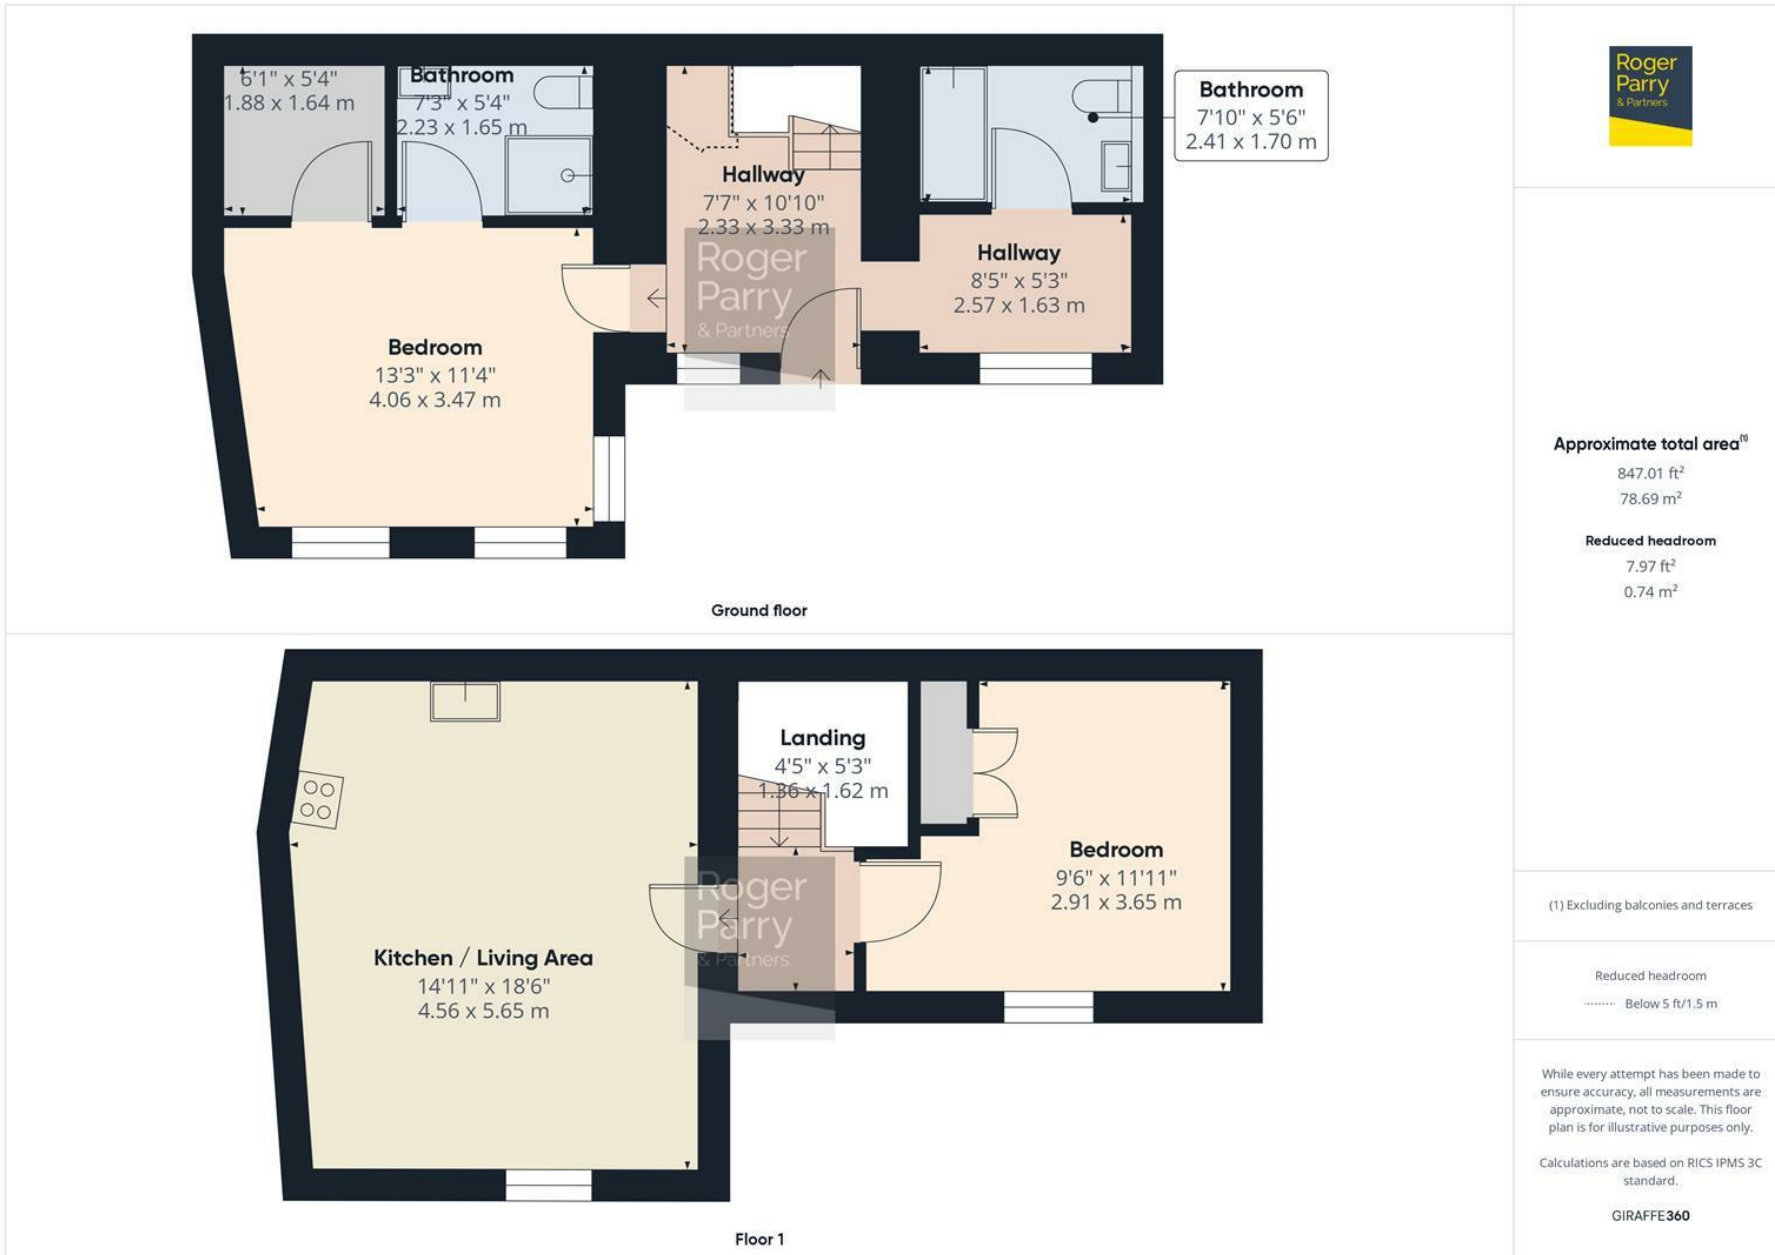 6'1" x 5'4"
1.88 x 1.64 m
Bathroom
7'3" x 5'4"
2.23 x 1.65 m
Hallway
7'7" x 10'10"
2.33 x 3.33 m
Bathroom
7'10" x 5'6"
2.41 x 1.70 m
Hallway
8'5" x 5'3"
2.57 x 1.63 m
Roger
Parry
& Partners
Bedroom
13'3" x 11'4"
4.06 x 3.47 m
Ground floor
Landing
4'5" x 5'3"
1.36 x 1.62 m
Bedroom
9'6" x 11'11"
2.91 x 3.65 m
Roger
Parry
& Partners
Kitchen / Living Area
14'11" x 18'6"
4.56 x 5.65 m
Floor 1
Roger
Parry
& Partners
Approximate total area⁽¹⁾
847.01 ft²
78.69 m²
Reduced headroom
7.97 ft²
0.74 m²
(1) Excluding balconies and terraces
Reduced headroom
Below 5 ft/1.5 m
While every attempt has been made to
ensure accuracy, all measurements are
approximate, not to scale. This floor
plan is for illustrative purposes only.
Calculations are based on RICS IPMS 3C
standard.
GIRAFFE360